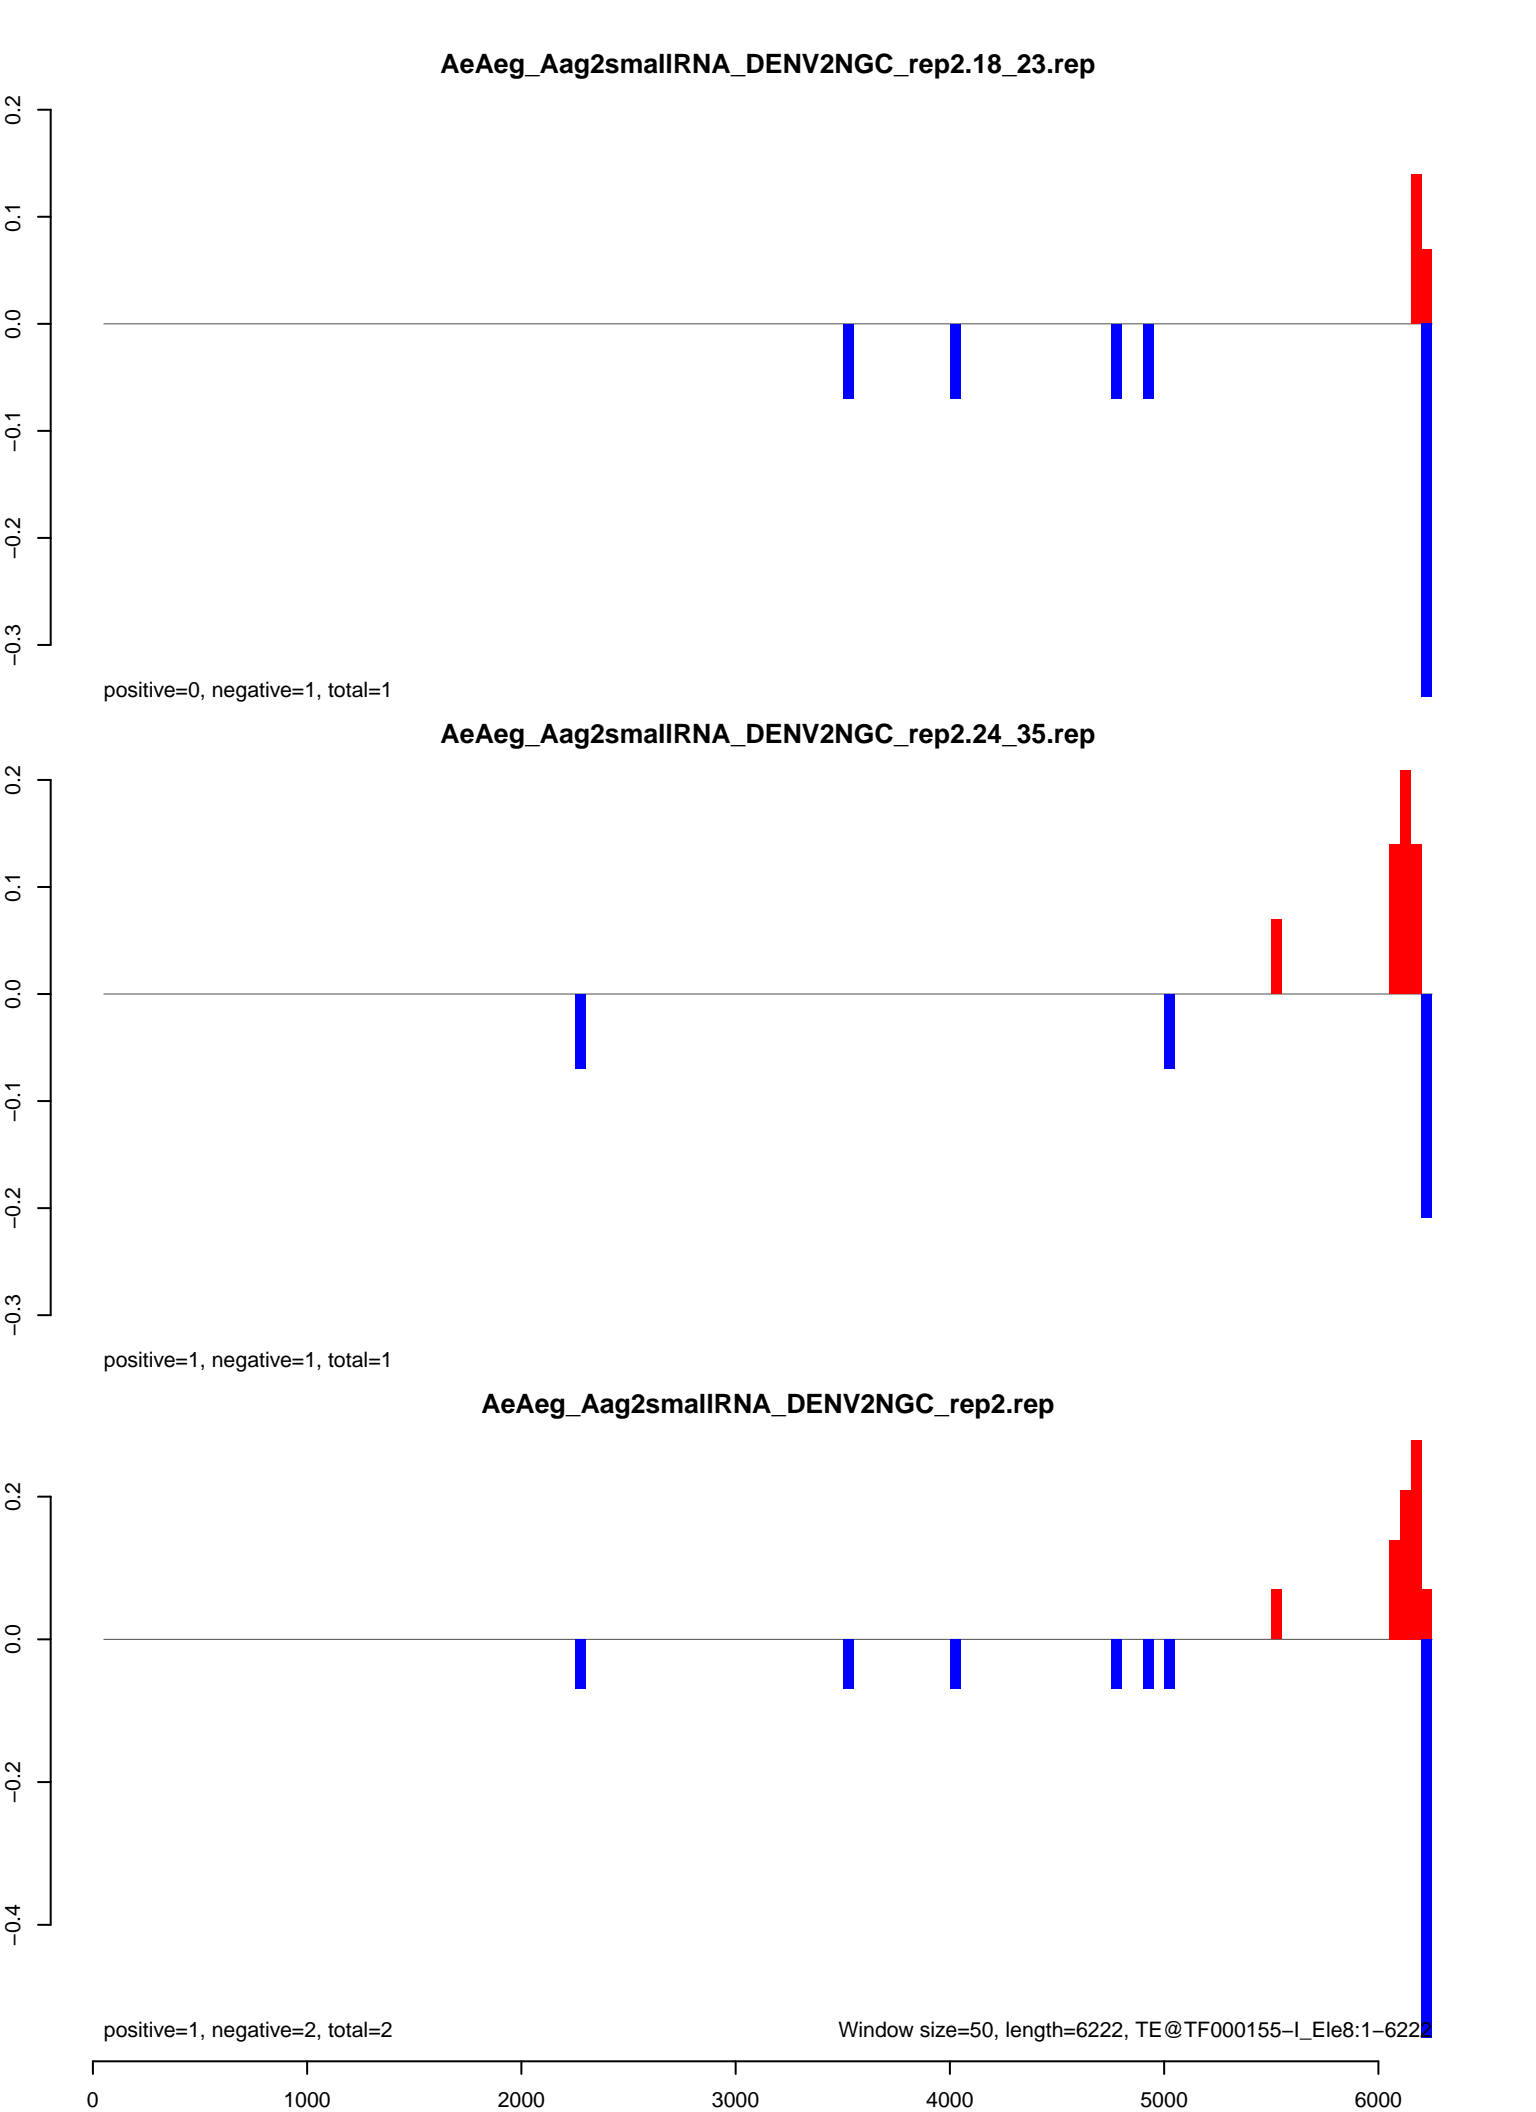 AeAeg_Aag2smallRNA_DENV2NGC_rep2.18_23.rep
0.2
0.1
0.0
−0.1
−0.2
−0.3
positive=0, negative=1, total=1
AeAeg_Aag2smallRNA_DENV2NGC_rep2.24_35.rep
0.2
0.1
0.0
−0.1
−0.2
−0.3
positive=1, negative=1, total=1
AeAeg_Aag2smallRNA_DENV2NGC_rep2.rep
0.2
0.0
−0.2
−0.4
positive=1, negative=2, total=2
Window size=50, length=6222, TE@TF000155−I_Ele8:1−6222
0 1000 2000 3000 4000 5000 6000